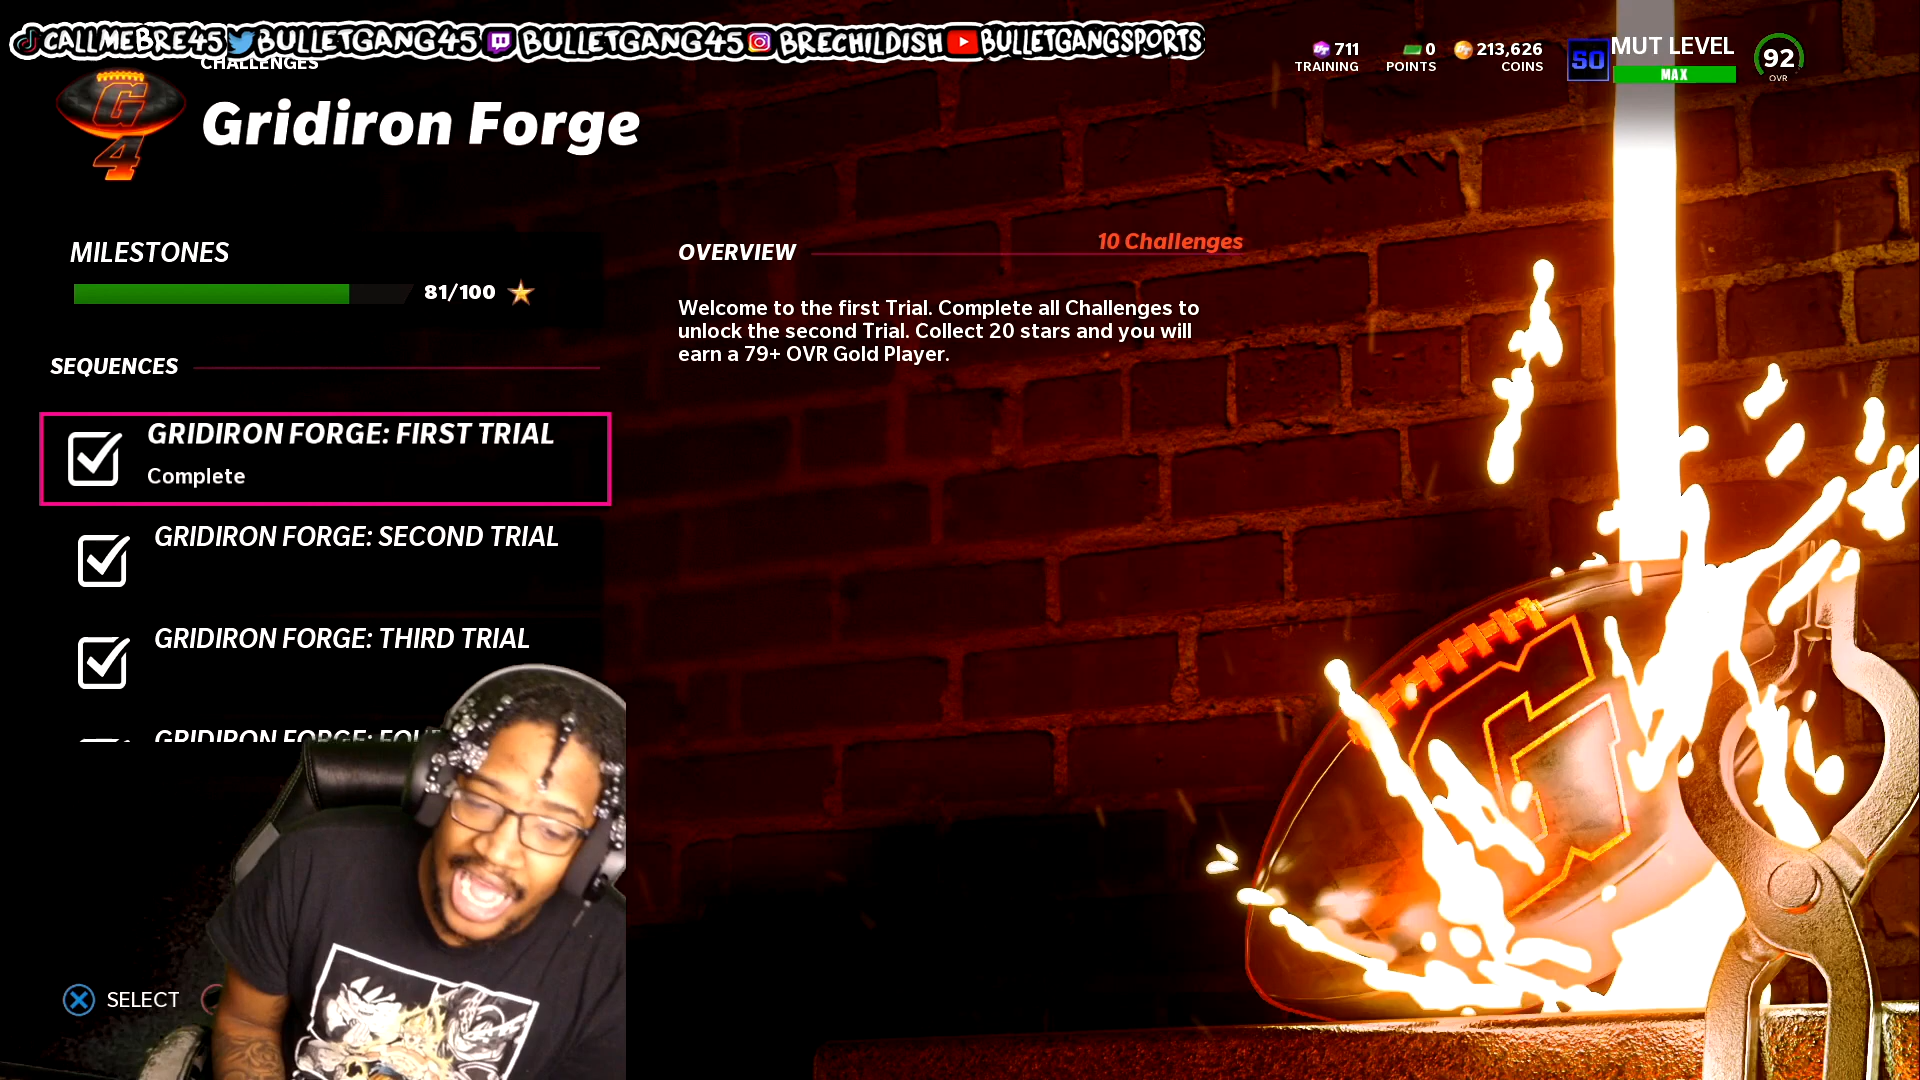 CALLMEBRE45 BULLETGANG45 BULLETGANG45 BRECHILDISH BULLETGANGSPORTS
CHALLENGES
G4
Gridiron Forge
711
TRAINING
0
POINTS
213,626
COINS
50
MUT LEVEL
MAX
92
OVR
MILESTONES
81/100
SEQUENCES
GRIDIRON FORGE: FIRST TRIAL
Complete
GRIDIRON FORGE: SECOND TRIAL
GRIDIRON FORGE: THIRD TRIAL
GRIDIRON FORGE:
OVERVIEW
10 Challenges
Welcome to the first Trial. Complete all Challenges to
unlock the second Trial. Collect 20 stars and you will
earn a 79+ OVR Gold Player.
SELECT